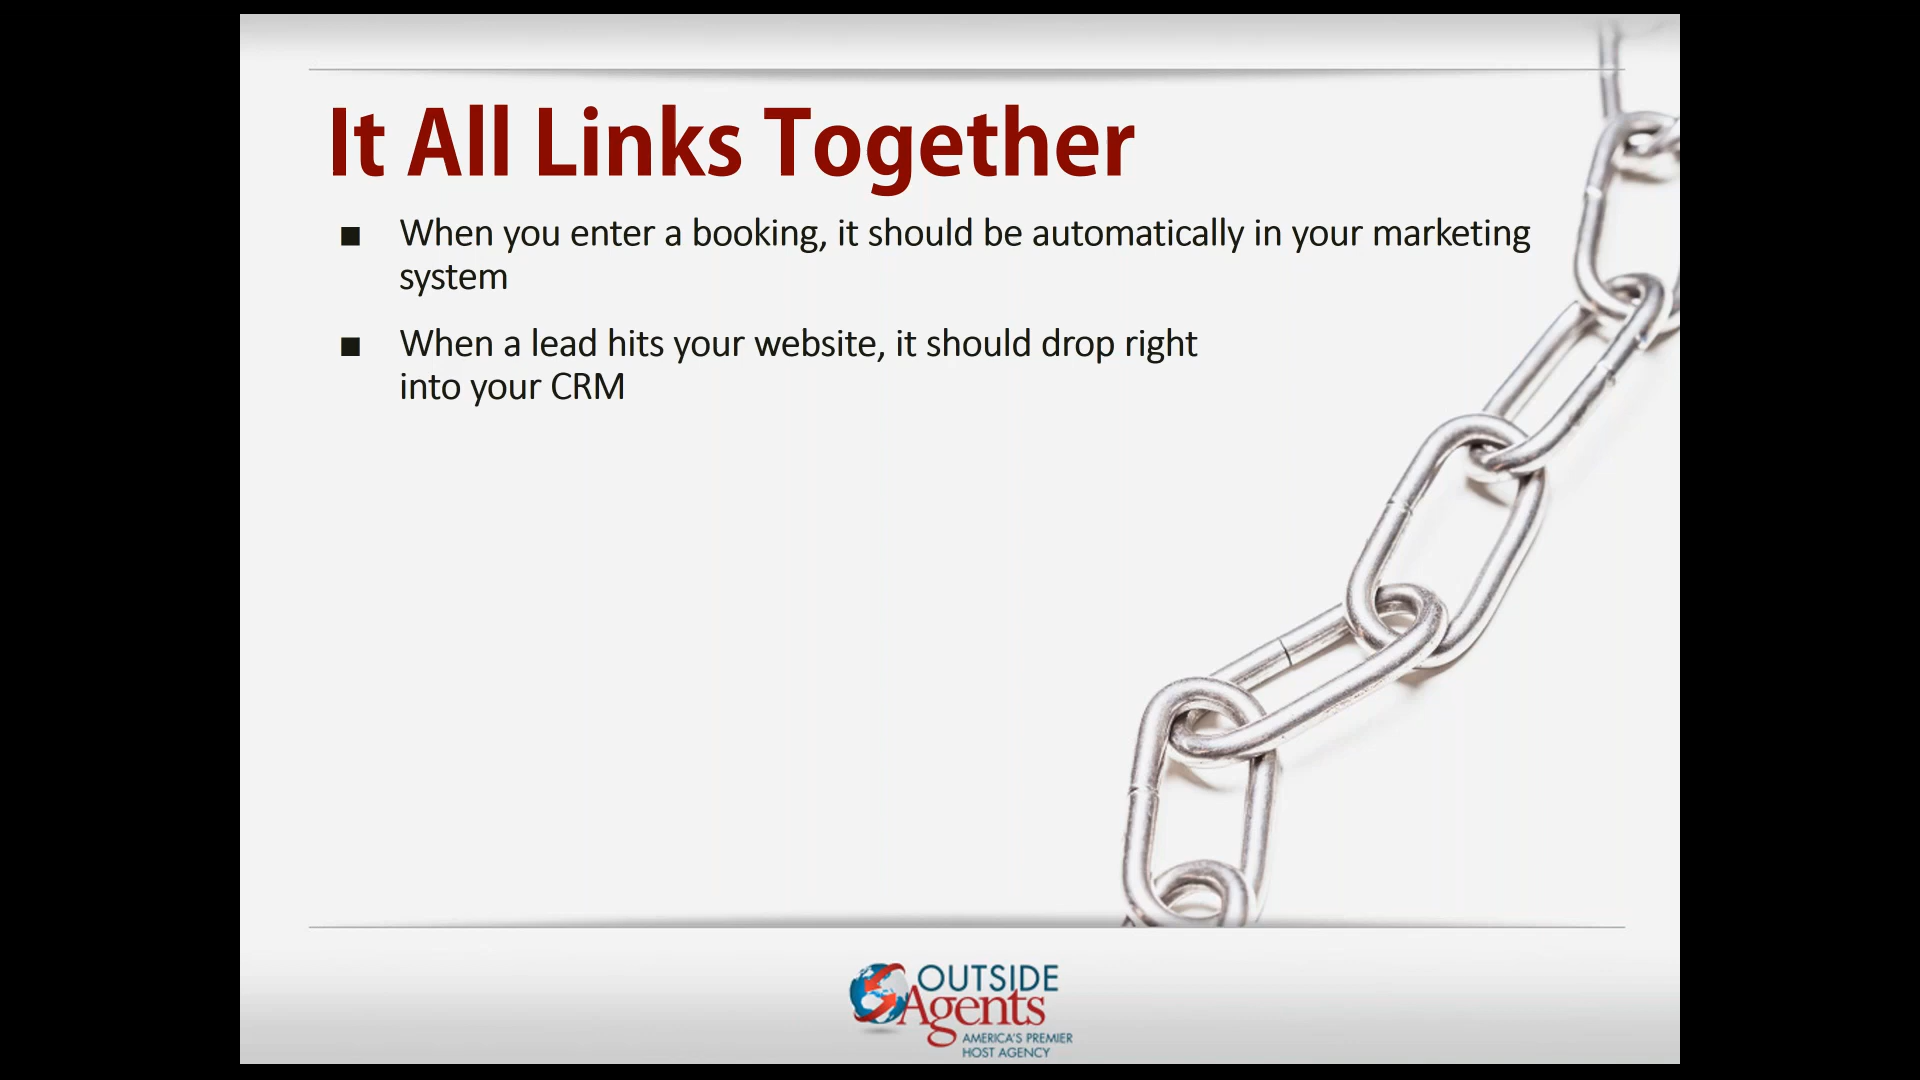 It All Links Together
■ When you enter a booking, it should be automatically in your marketing
system
■ When a lead hits your website, it should drop right
into your CRM
OUTSIDE
Agents
AMERICA'S PREMIER
HOST AGENCY